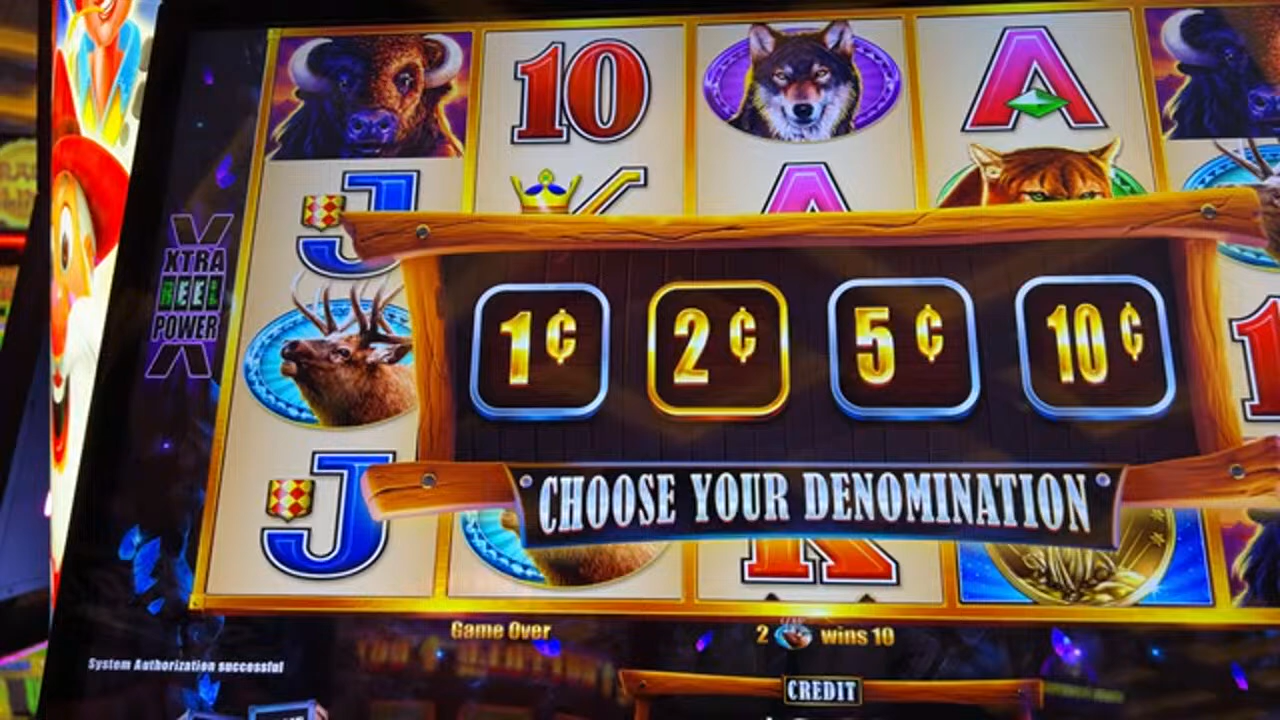 10
A
J
A
XTRA
REEL
POWER
1¢ 2¢ 5¢ 10¢
CHOOSE YOUR DENOMINATION
J
K
Game Over
2 wins 10
System Authorization successful
CREDIT